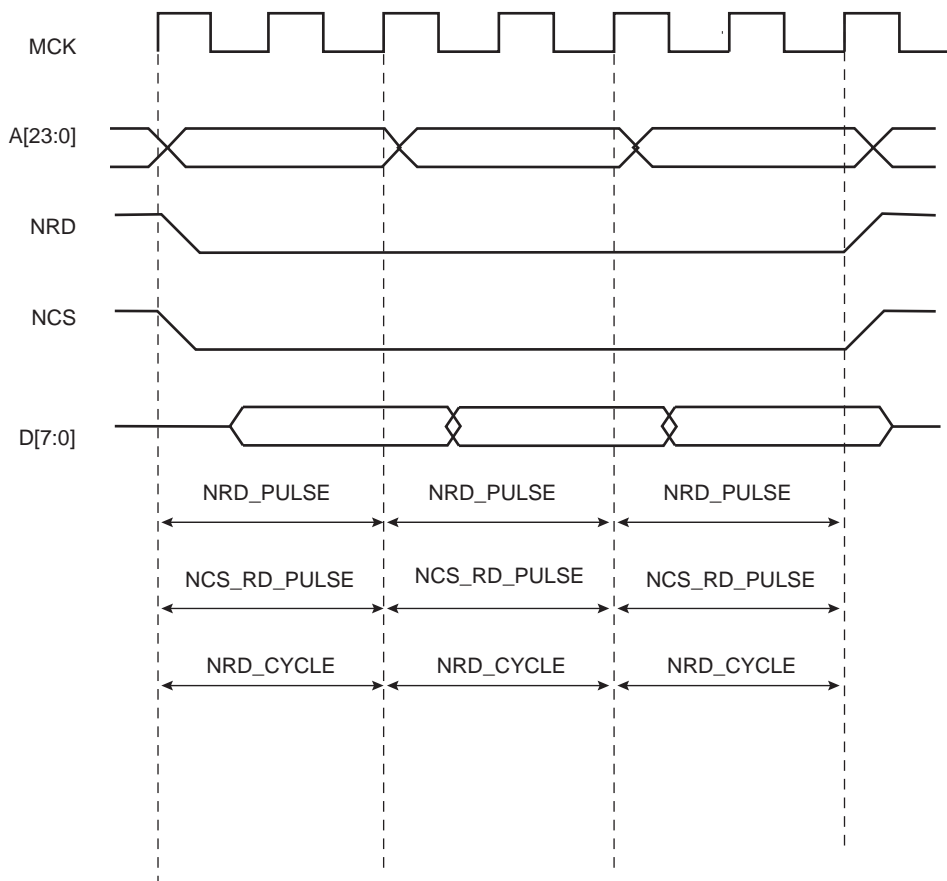 MCK
A[23:0]
NRD
NCS
D[7:0]
NRD_PULSE NRD_PULSE NRD_PULSE
NCS_RD_PULSE NCS_RD_PULSE NCS_RD_PULSE
NRD_CYCLE NRD_CYCLE NRD_CYCLE